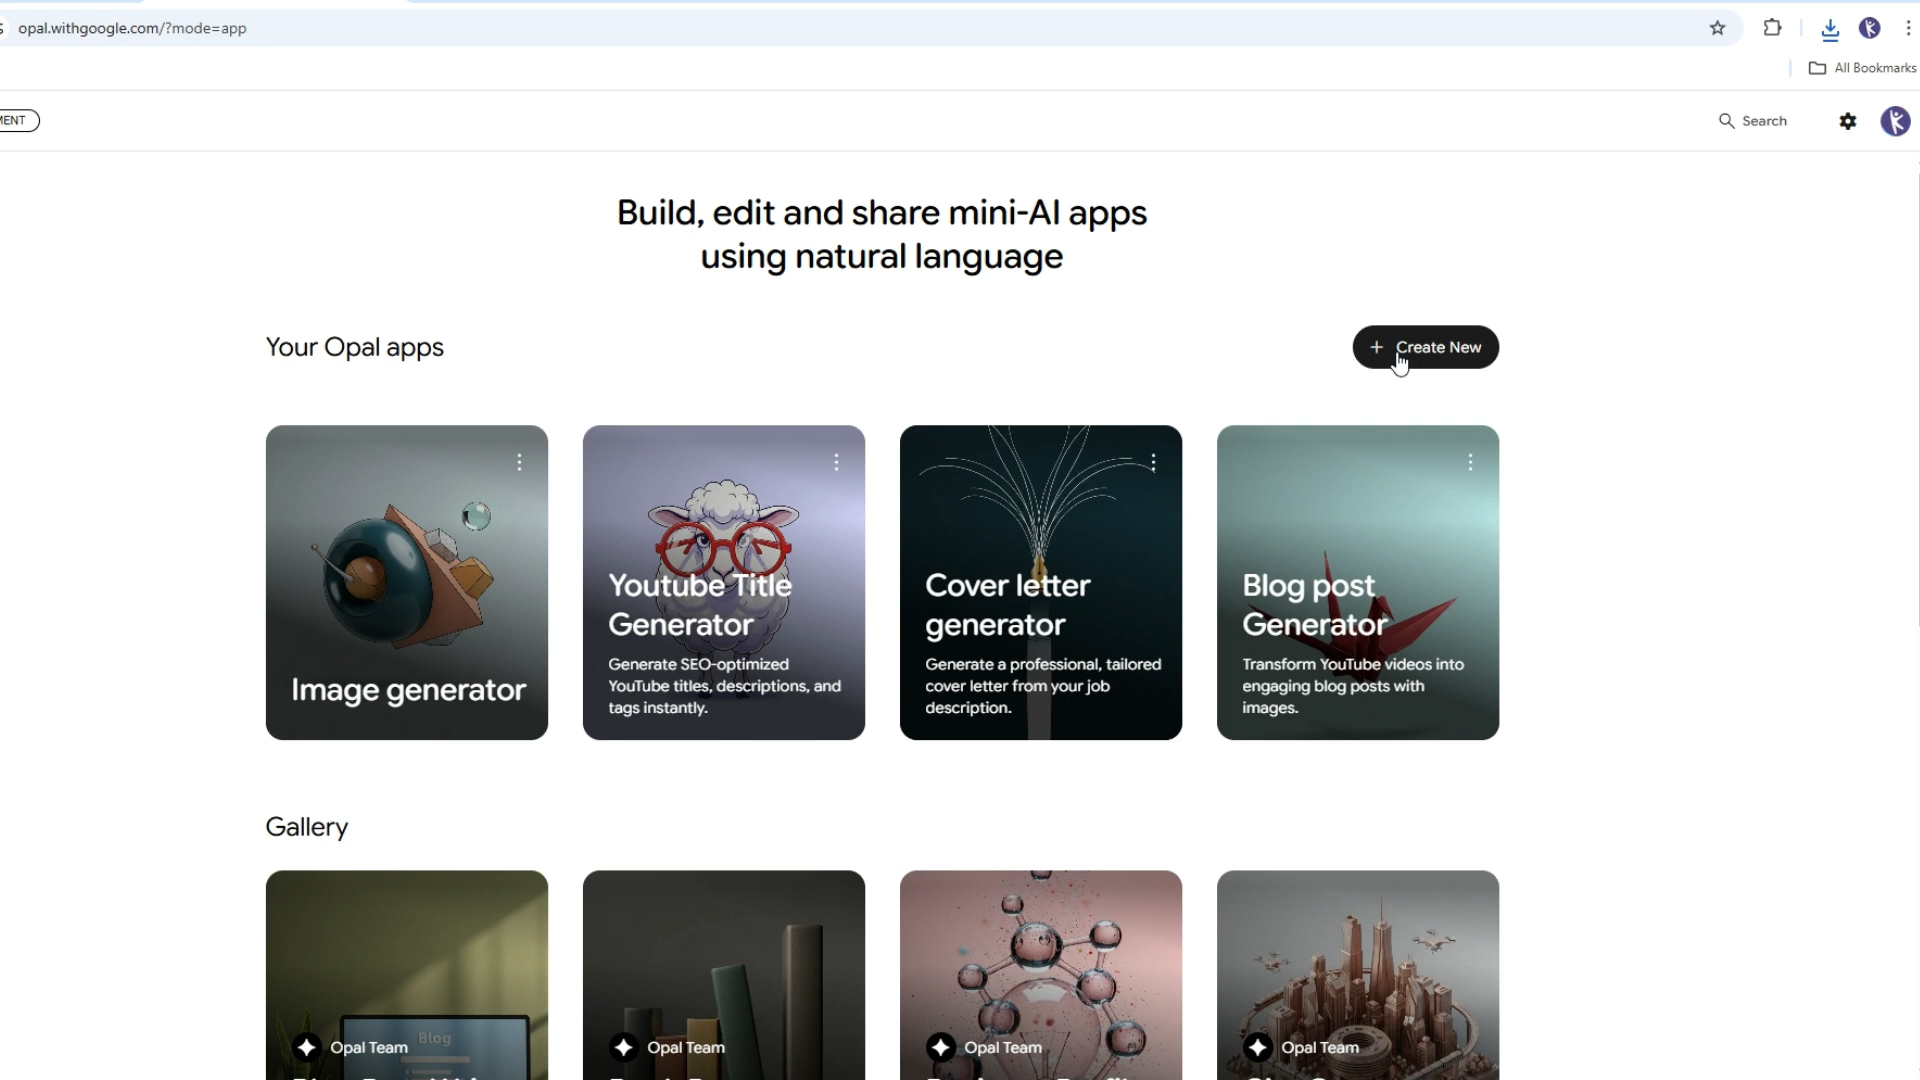 opal.withgoogle.com/?mode=app
All Bookmarks
MENT
Search
Build, edit and share mini-AI apps
using natural language
Your Opal apps
+ Create New
Image generator
Youtube Title
Generator
Generate SEO-optimized
YouTube titles, descriptions, and
tags instantly.
Cover letter
generator
Generate a professional, tailored
cover letter from your job
description.
Blog post
Generator
Transform YouTube videos into
engaging blog posts with
images.
Gallery
Blog
Opal Team
Opal Team
Opal Team
Opal Team